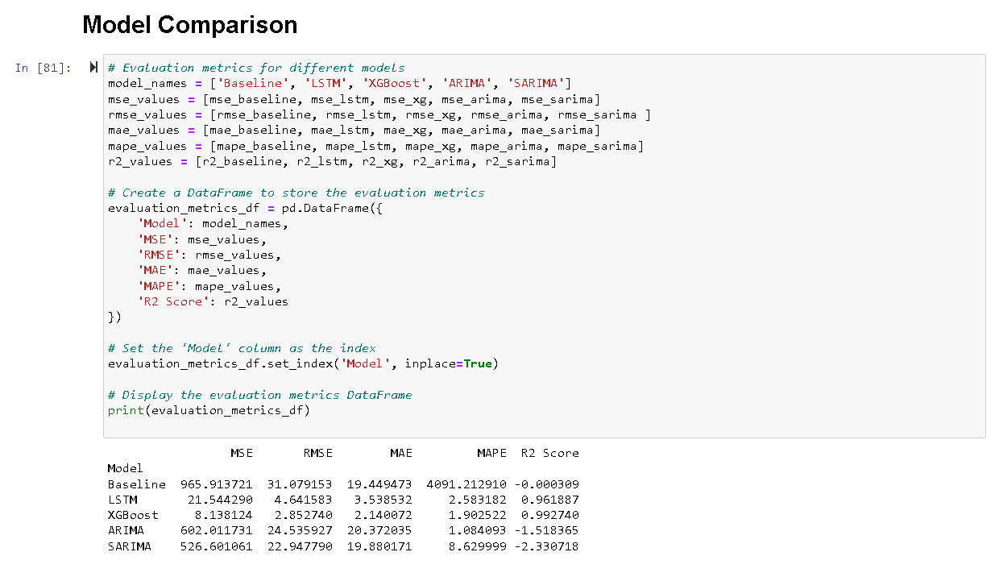 Model Comparison
In [81]:
# Evaluation metrics for different models
model_names = ['Baseline', 'LSTM', 'XGBoost', 'ARIMA', 'SARIMA']
mse_values = [mse_baseline, mse_lstm, mse_xg, mse_arima, mse_sarima]
rmse_values = [rmse_baseline, rmse_lstm, rmse_xg, rmse_arima, rmse_sarima ]
mae_values = [mae_baseline, mae_lstm, mae_xg, mae_arima, mae_sarima]
mape_values = [mape_baseline, mape_lstm, mape_xg, mape_arima, mape_sarima]
r2_values = [r2_baseline, r2_lstm, r2_xg, r2_arima, r2_sarima]
# Create a DataFrame to store the evaluation metrics
evaluation_metrics_df = pd.DataFrame({
    'Model': model_names,
    'MSE': mse_values,
    'RMSE': rmse_values,
    'MAE': mae_values,
    'MAPE': mape_values,
    'R2 Score': r2_values
})
# Set the 'Model' column as the index
evaluation_metrics_df.set_index('Model', inplace=True)
# Display the evaluation metrics DataFrame
print(evaluation_metrics_df)
MSE RMSE MAE MAPE R2 Score
Model
Baseline 965.913721 31.079153 19.449473 4091.212910 -0.000309
LSTM 21.544290 4.641583 3.538532 2.583182 0.961887
XGBoost 8.138124 2.852740 2.140072 1.902522 0.992740
ARIMA 602.011731 24.535927 20.372035 1.084093 -1.518365
SARIMA 526.601061 22.947790 19.880171 8.629999 -2.330718